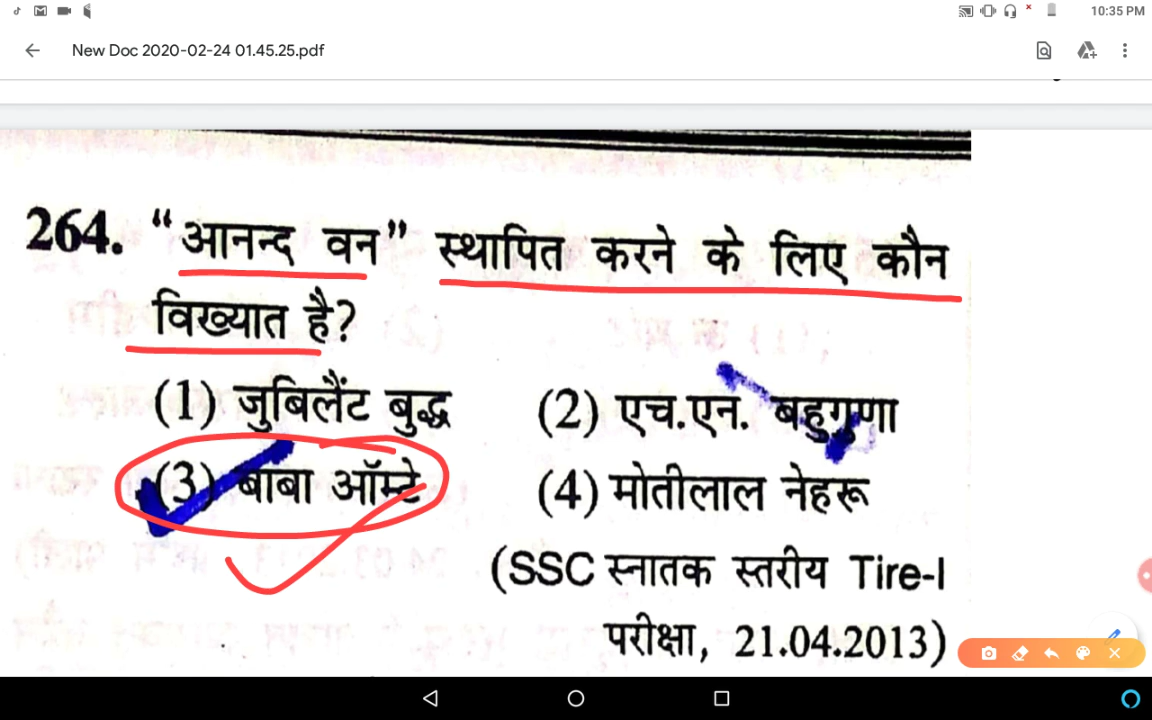 10:35 PM
New Doc 2020-02-24 01.45.25.pdf
264. “आनन्द वन” स्थापित करने के लिए कौन
विख्यात है?
(1) जुबिलैंट बुद्ध (2) एच.एन. बहुगुणा
(3) बाबा ऑम्टे (4) मोतीलाल नेहरू
(SSC स्नातक स्तरीय Tire-I
परीक्षा, 21.04.2013)